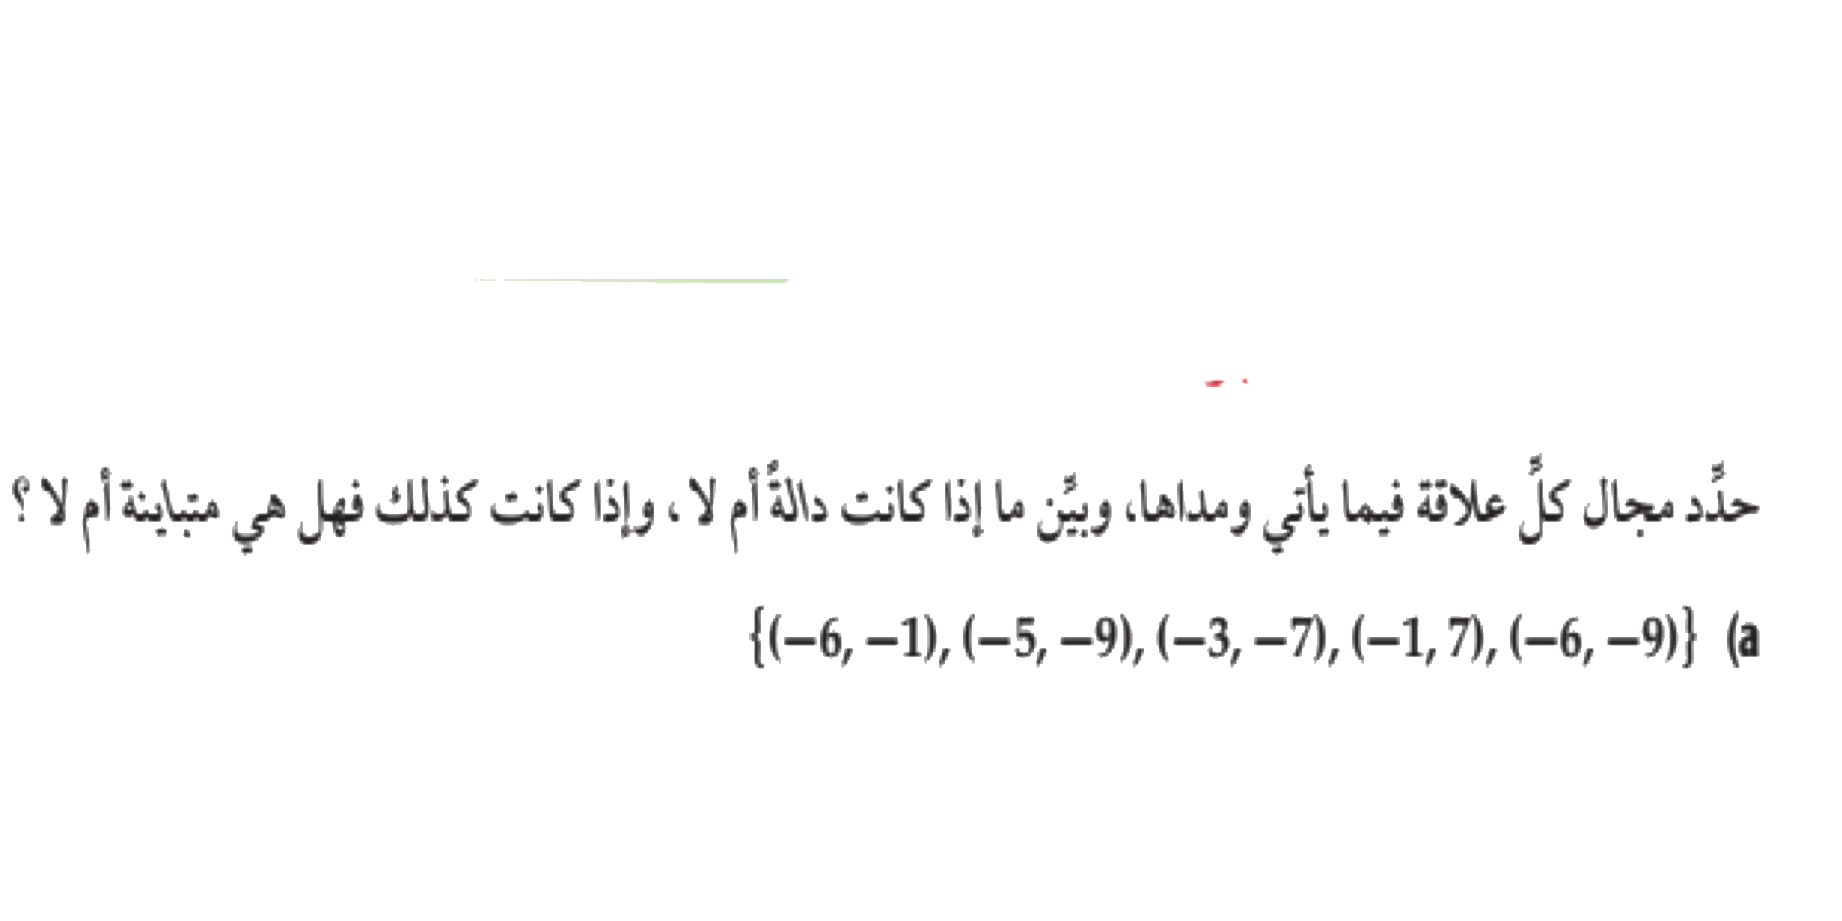 حدِّد مجال كلِّ علاقة فيما يأتي ومداها، وبيِّن ما إذا كانت دالةً أم لا ، وإذا كانت كذلك فهل هي متباينة أم لا ؟
{(−6, −1), (−5, −9), (−3, −7), (−1, 7), (−6, −9)} (a